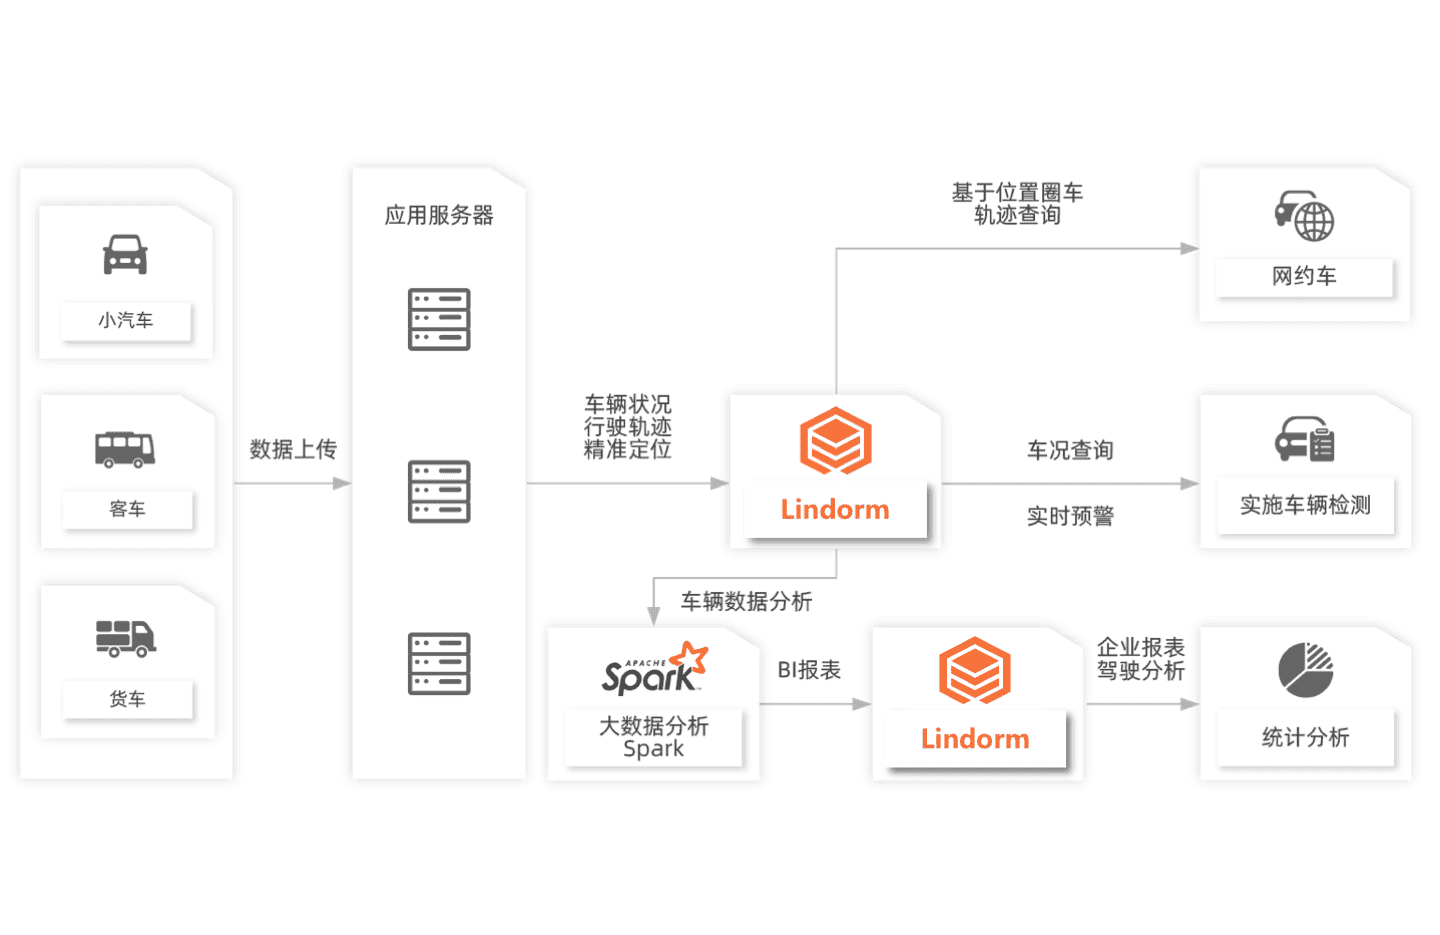 小汽车
客车
货车
数据上传
应用服务器
车辆状况
行驶轨迹
精准定位
Lindorm
基于位置圈车
轨迹查询
网约车
车况查询
实时预警
实施车辆检测
车辆数据分析
APACHE
Spark
TM
大数据分析
Spark
BI报表
Lindorm
企业报表
驾驶分析
统计分析